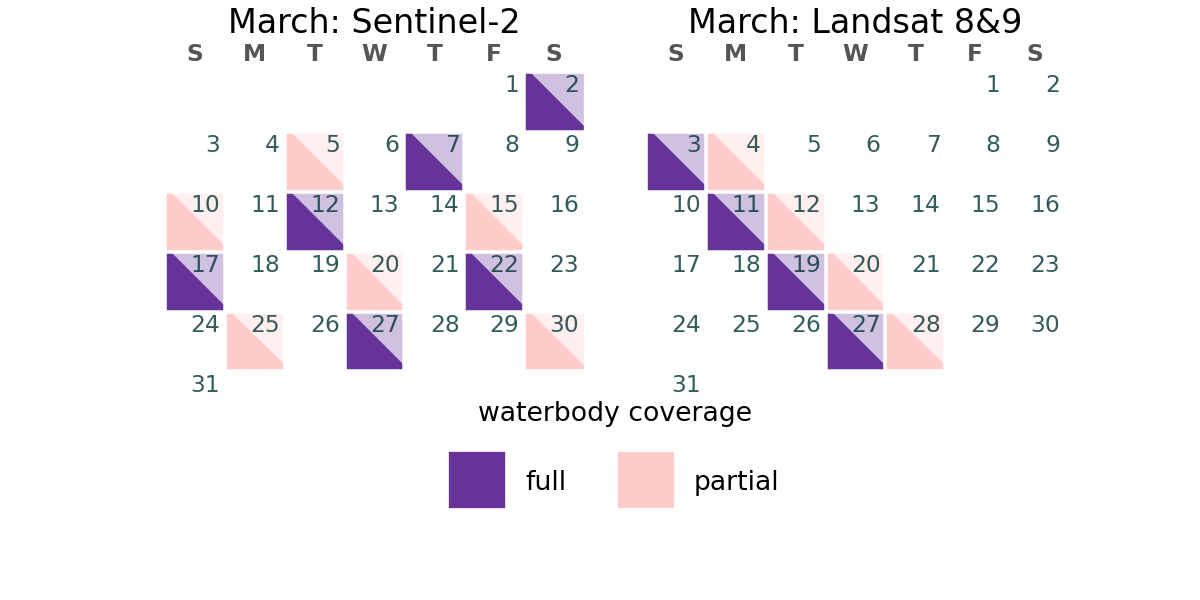 March: Sentinel-2
S M T W T F S
1 2
3 4 5 6 7 8 9
10 11 12 13 14 15 16
17 18 19 20 21 22 23
24 25 26 27 28 29 30
31
March: Landsat 8&9
S M T W T F S
1 2
3 4 5 6 7 8 9
10 11 12 13 14 15 16
17 18 19 20 21 22 23
24 25 26 27 28 29 30
31
waterbody coverage
full
partial